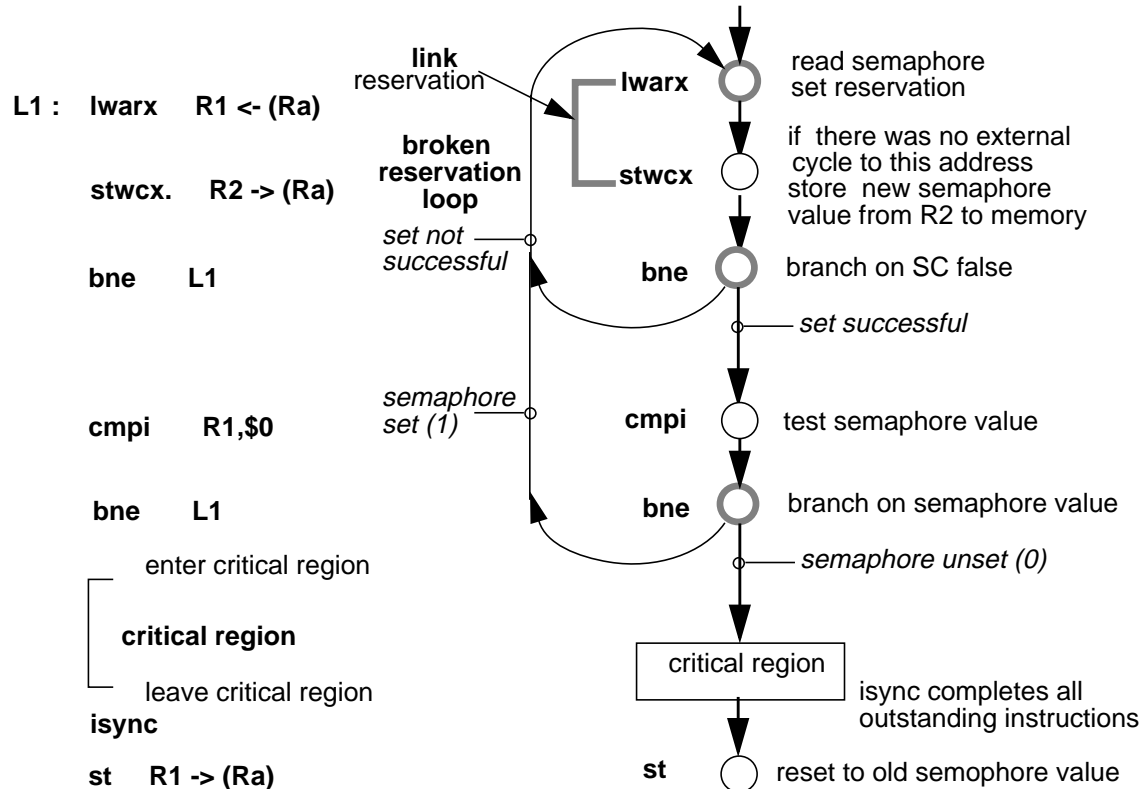 L1 : lwarx R1 <- (Ra)
stwcx. R2 -> (Ra)
bne L1
cmpi R1,$0
bne L1
enter critical region
critical region
leave critical region
isync
st R1 -> (Ra)
link
reservation
broken
reservation
loop
set not
successful
semaphore
set (1)
lwarx
read semaphore
set reservation
stwcx
if there was no external
cycle to this address
store new semaphore
value from R2 to memory
bne
branch on SC false
set successful
cmpi
test semaphore value
bne
branch on semaphore value
semaphore unset (0)
critical region
isync completes all
outstanding instructions
st
reset to old semophore value